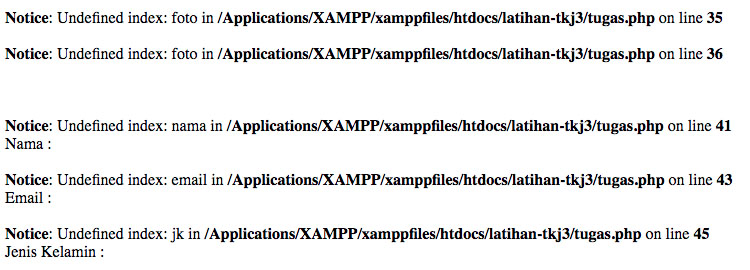 Notice: Undefined index: foto in /Applications/XAMPP/xamppfiles/htdocs/latihan-tkj3/tugas.php on line 35
Notice: Undefined index: foto in /Applications/XAMPP/xamppfiles/htdocs/latihan-tkj3/tugas.php on line 36
Notice: Undefined index: nama in /Applications/XAMPP/xamppfiles/htdocs/latihan-tkj3/tugas.php on line 41
Nama :
Notice: Undefined index: email in /Applications/XAMPP/xamppfiles/htdocs/latihan-tkj3/tugas.php on line 43
Email :
Notice: Undefined index: jk in /Applications/XAMPP/xamppfiles/htdocs/latihan-tkj3/tugas.php on line 45
Jenis Kelamin :